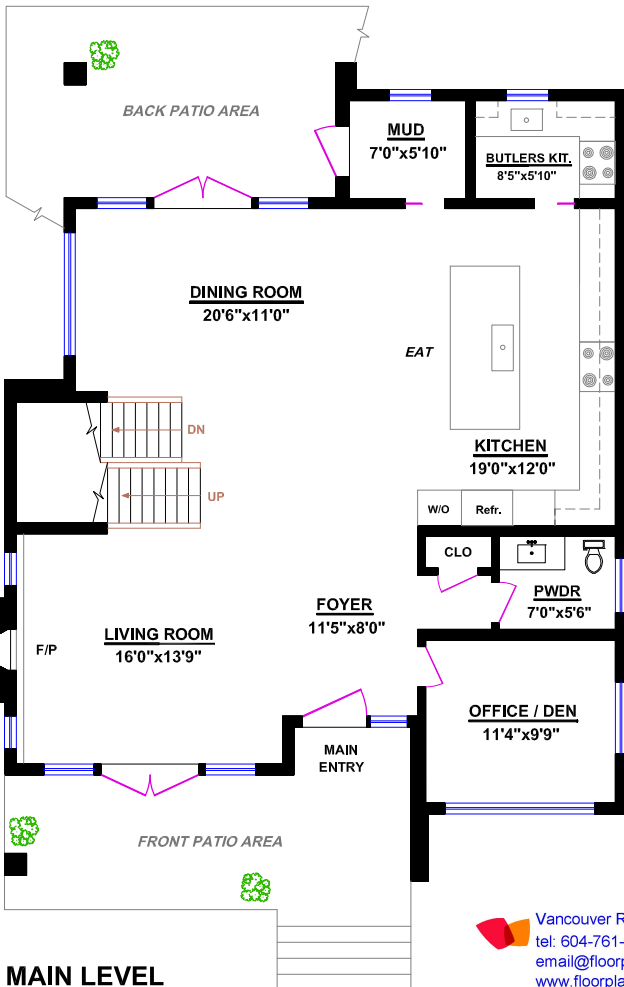 BACK PATIO AREA
MUD
7'0"x5'10"
BUTLERS KIT.
8'5"x5'10"
DINING ROOM
20'6"x11'0"
EAT
DN
KITCHEN
19'0"x12'0"
UP
W/O
Refr.
CLO
PWDR
7'0"x5'6"
FOYER
11'5"x8'0"
LIVING ROOM
16'0"x13'9"
F/P
OFFICE / DEN
11'4"x9'9"
MAIN
ENTRY
FRONT PATIO AREA
Vancouver R
tel: 604-761-
email@floorp
www.floorpla
MAIN LEVEL